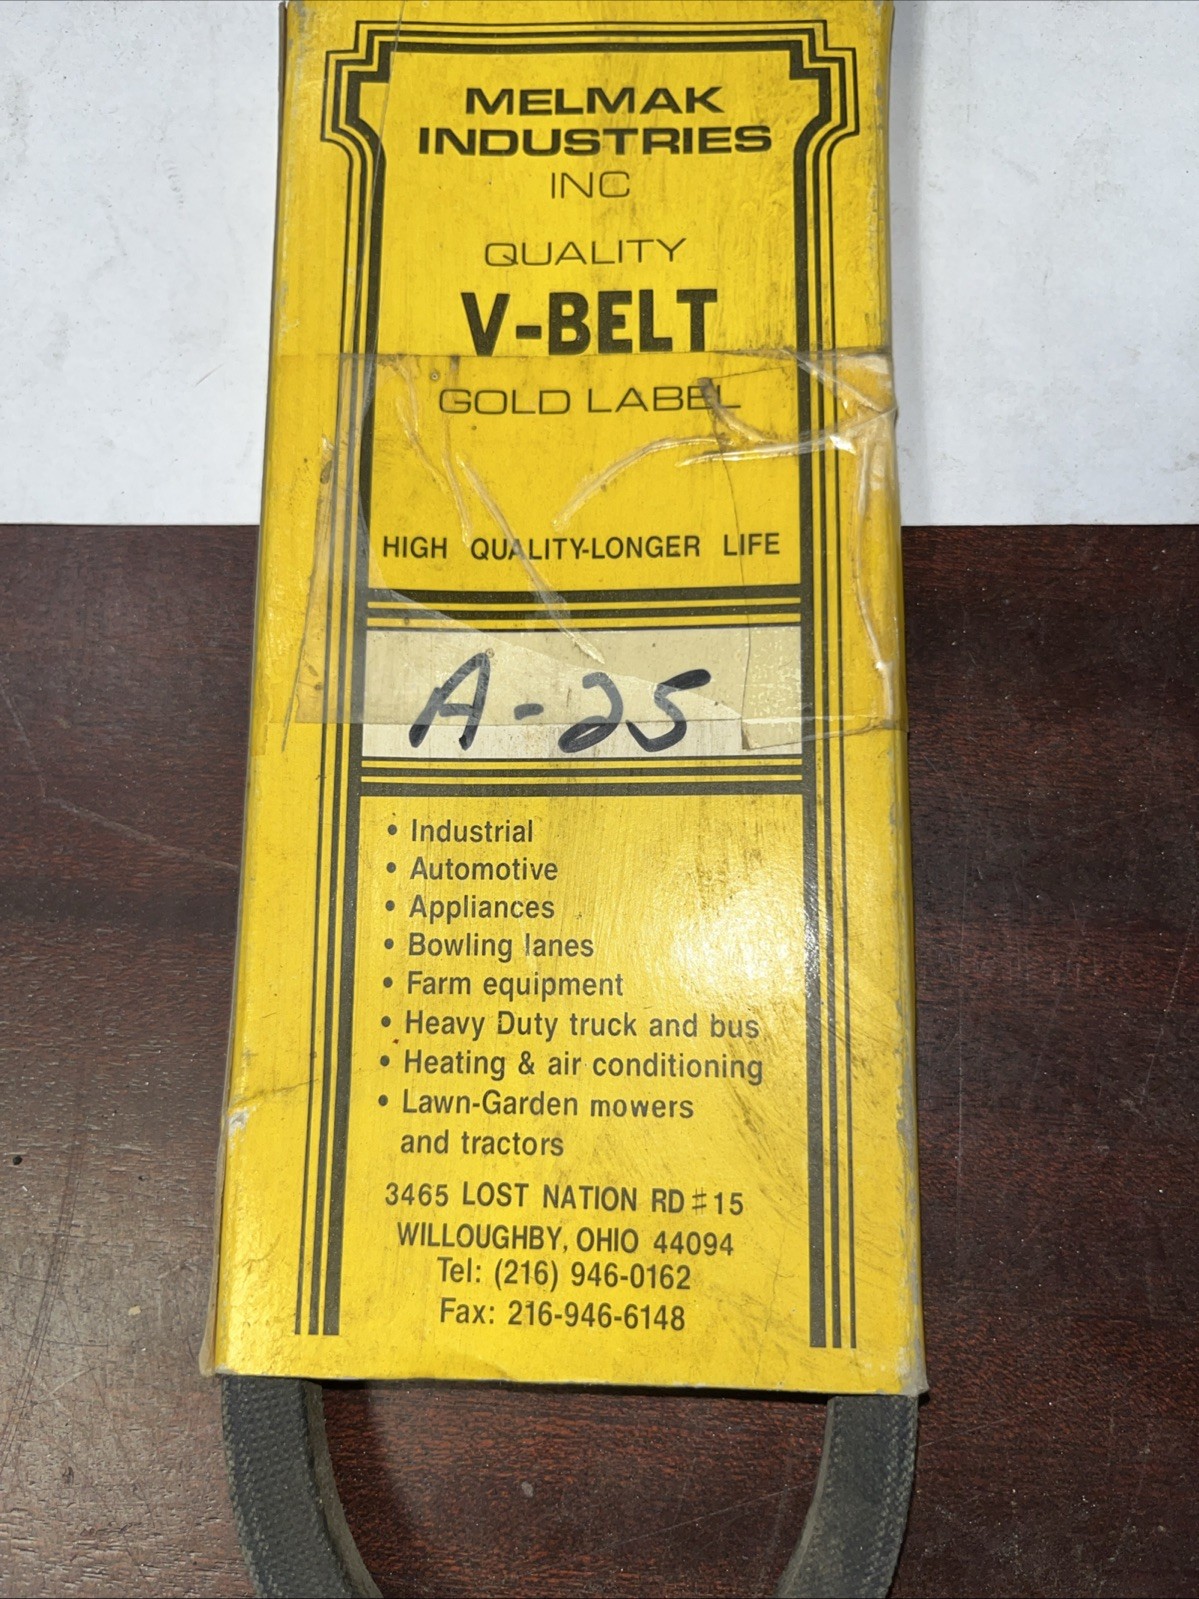 MELMAK
INDUSTRIES
INC
QUALITY
V-BELT
GOLD LABEL
HIGH QUALITY-LONGER LIFE
A-25
• Industrial
• Automotive
• Appliances
• Bowling lanes
• Farm equipment
• Heavy Duty truck and bus
• Heating & air conditioning
• Lawn-Garden mowers
and tractors
3465 LOST NATION RD #15
WILLOUGHBY, OHIO 44094
Tel: (216) 946-0162
Fax: 216-946-6148